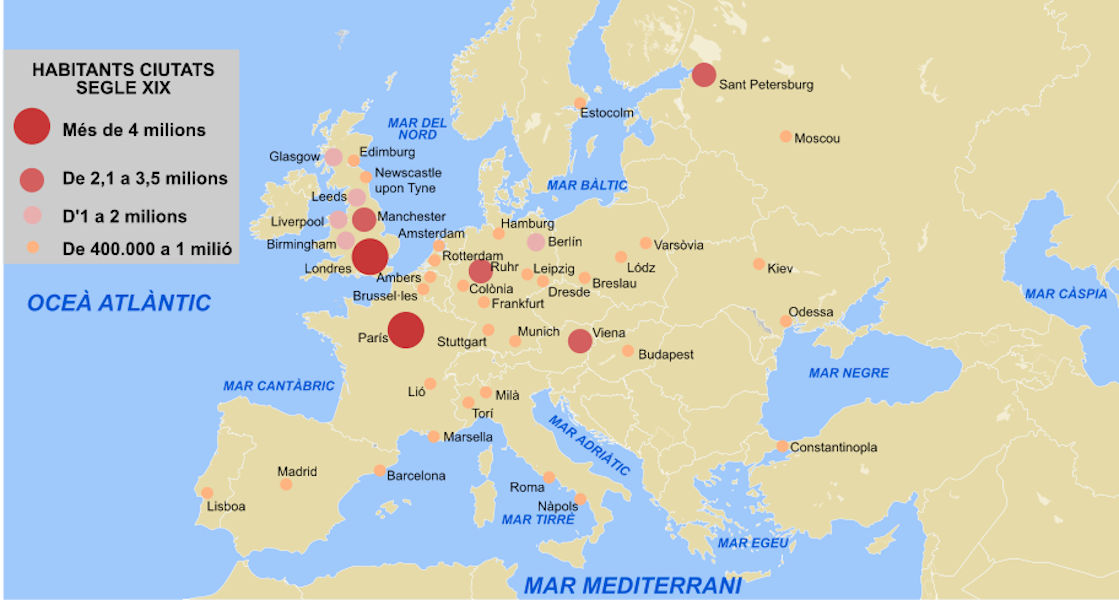 HABITANTS CIUTATS
SEGLE XIX
Més de 4 milions
De 2,1 a 3,5 milions
D'1 a 2 milions
De 400.000 a 1 milió
Sant Petersburg
Estocolm
MAR DEL
NORD
Moscou
Glasgow
Edimburg
Newscastle
upon Tyne
MAR BÀLTIC
Leeds
Liverpool
Manchester
Hamburg
Amsterdam
Birmingham
Berlín
Varsòvia
Rotterdam
Londres
Ruhr
Leipzig
Lódz
Kiev
Ambers
Breslau
Colònia
Dresde
Brussel·les
MAR CÀSPIA
OCEÀ ATLÀNTIC
Frankfurt
Odessa
París
Stuttgart
Munich
Viena
Budapest
MAR NEGRE
MAR CANTÀBRIC
Lió
Milà
Torí
Marsella
MAR ADRIÀTIC
Constantinopla
Madrid
Barcelona
Roma
Lisboa
Nàpols
MAR TIRRÈ
MAR EGEU
MAR MEDITERRANI